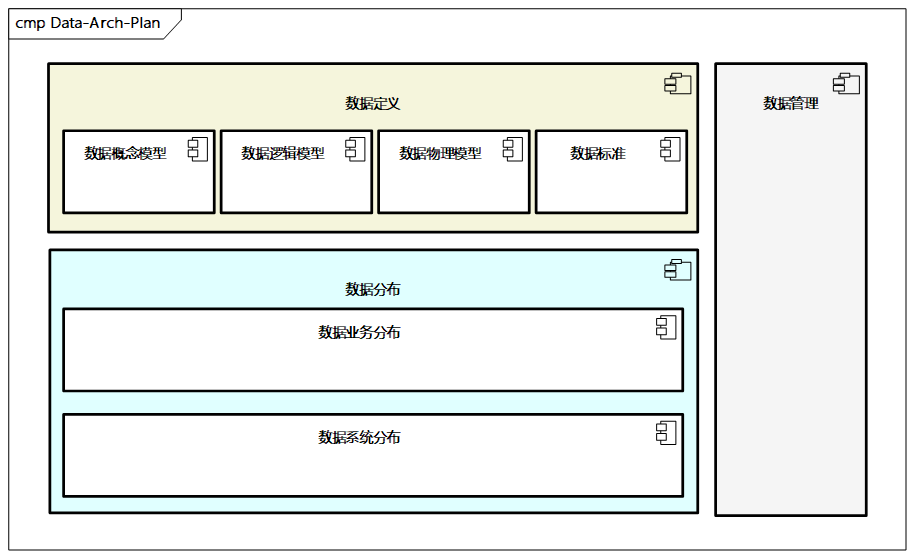 cmp Data-Arch-Plan
数据定义
数据概念模型
数据逻辑模型
数据物理模型
数据标准
数据分布
数据业务分布
数据系统分布
数据管理